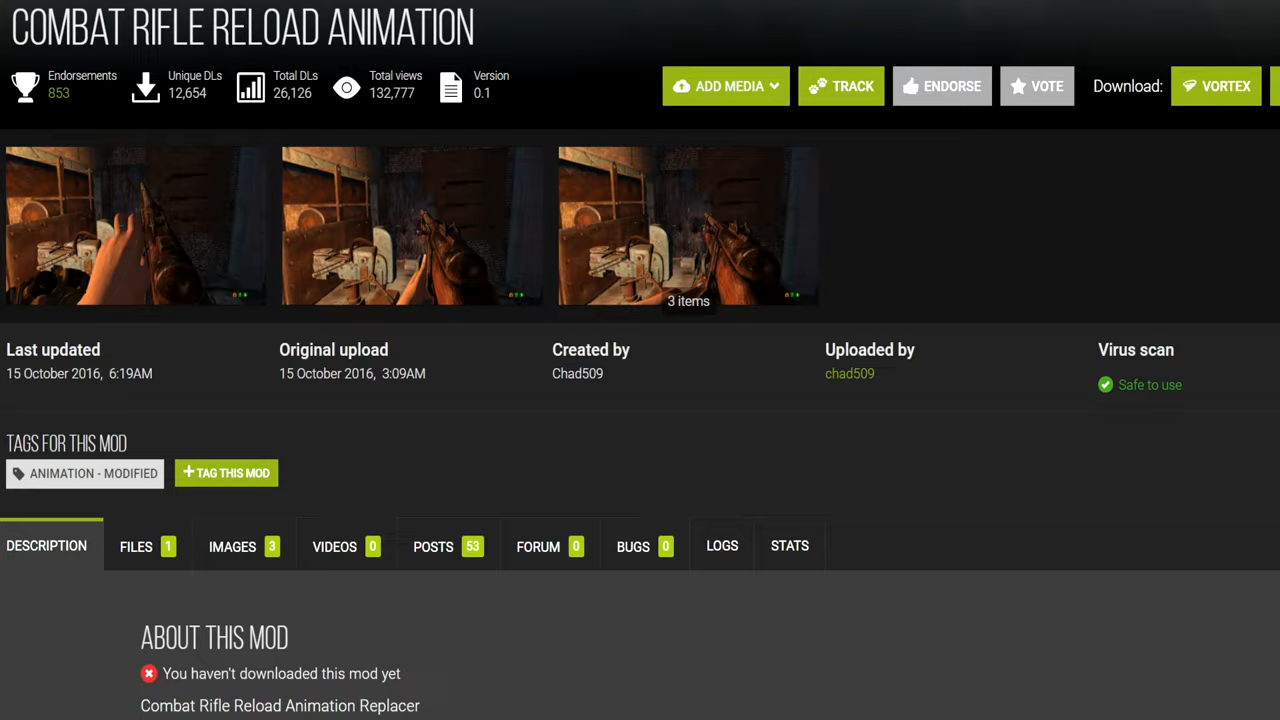 COMBAT RIFLE RELOAD ANIMATION
Endorsements
853
Unique DLs
12,654
Total DLs
26,126
Total views
132,777
Version
0.1
ADD MEDIA
TRACK
ENDORSE
VOTE
Download:
VORTEX
3 items
Last updated
15 October 2016, 6:19AM
Original upload
15 October 2016, 3:09AM
Created by
Chad509
Uploaded by
chad509
Virus scan
Safe to use
TAGS FOR THIS MOD
ANIMATION - MODIFIED
+ TAG THIS MOD
DESCRIPTION
FILES 1
IMAGES 3
VIDEOS 0
POSTS 53
FORUM 0
BUGS 0
LOGS
STATS
ABOUT THIS MOD
You haven't downloaded this mod yet
Combat Rifle Reload Animation Replacer